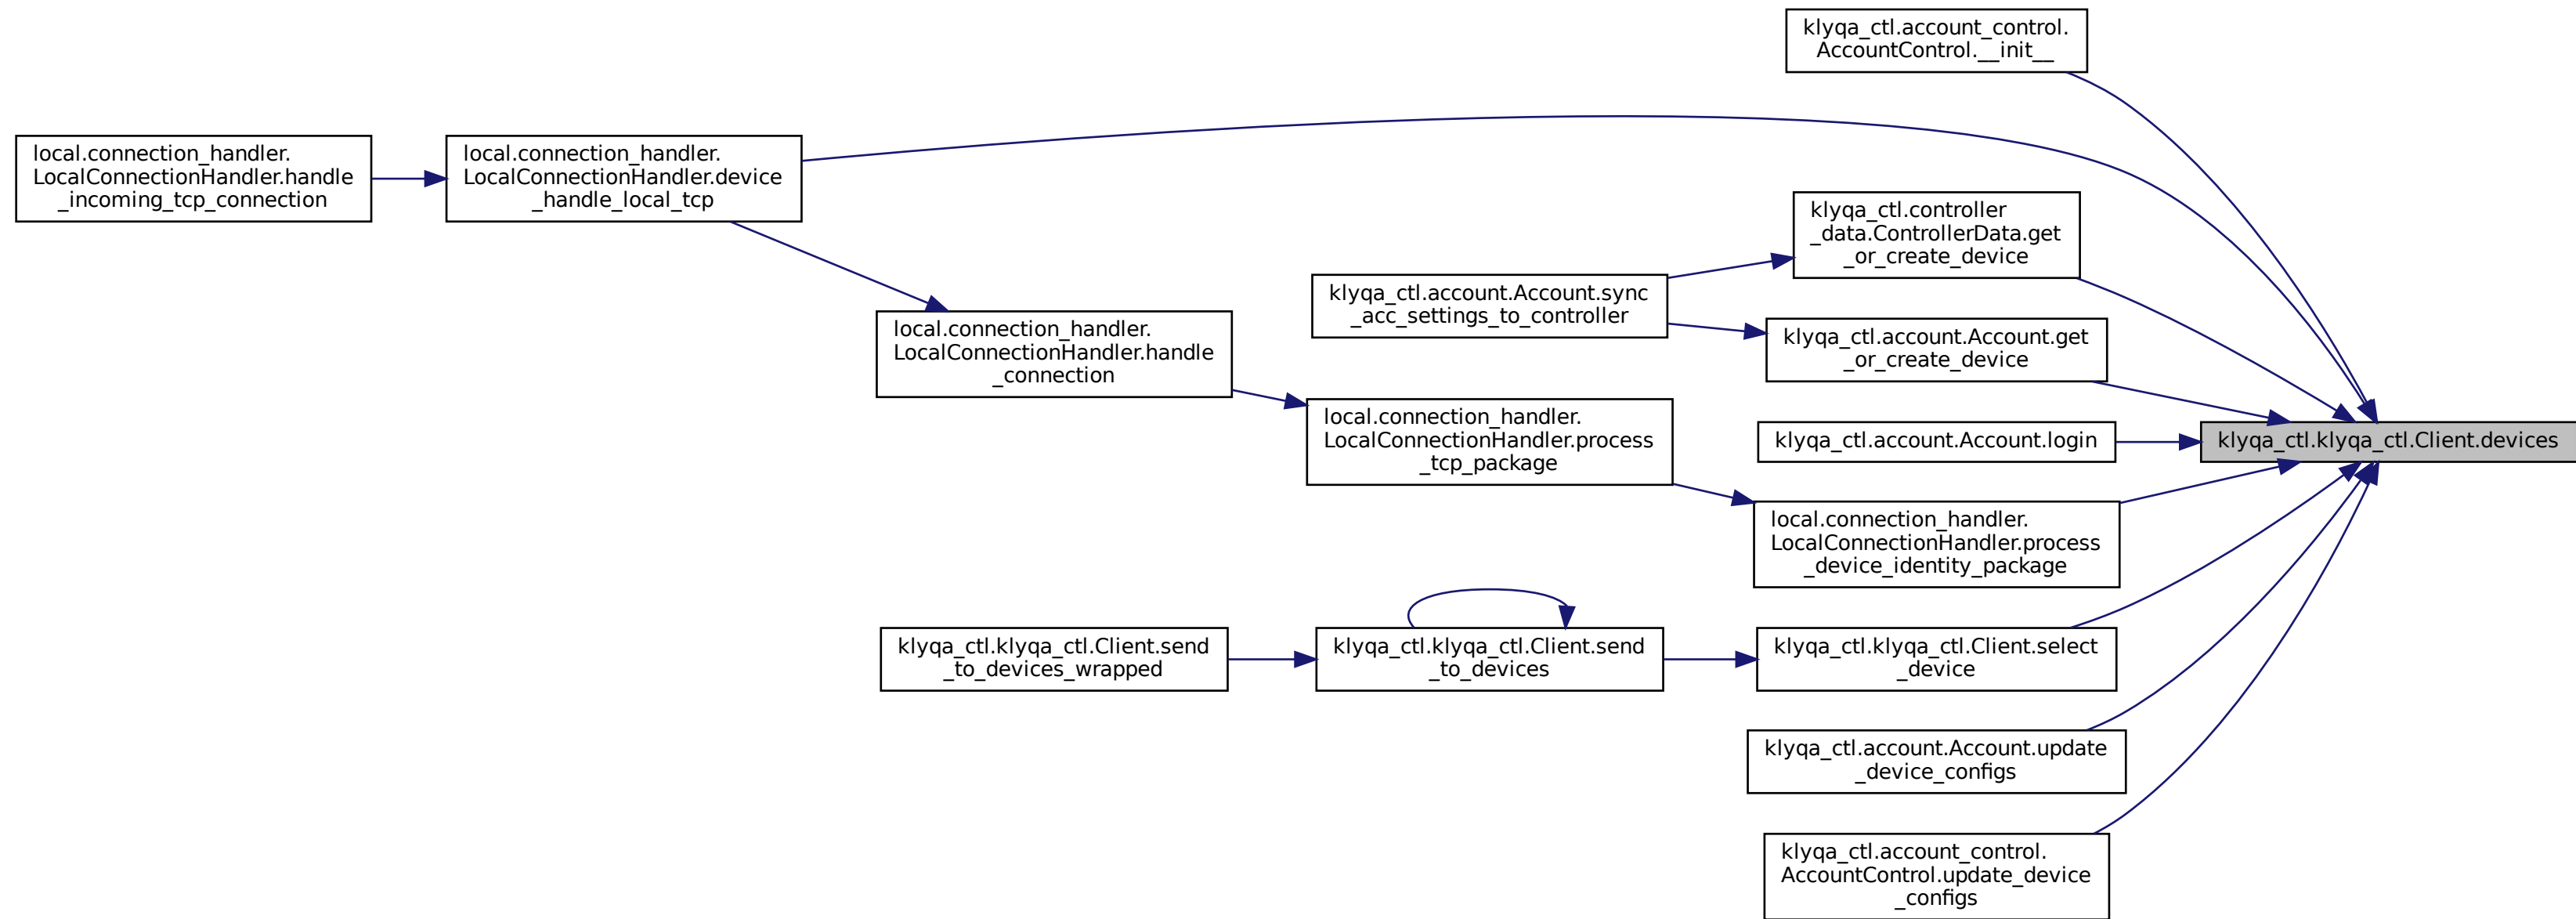 klyqa_ctl.account_control.
AccountControl.__init__
local.connection_handler.
LocalConnectionHandler.handle
_incoming_tcp_connection
local.connection_handler.
LocalConnectionHandler.device
_handle_local_tcp
klyqa_ctl.controller
_data.ControllerData.get
_or_create_device
klyqa_ctl.account.Account.sync
_acc_settings_to_controller
local.connection_handler.
LocalConnectionHandler.handle
_connection
klyqa_ctl.account.Account.get
_or_create_device
local.connection_handler.
LocalConnectionHandler.process
_tcp_package
klyqa_ctl.account.Account.login
klyqa_ctl.klyqa_ctl.Client.devices
local.connection_handler.
LocalConnectionHandler.process
_device_identity_package
klyqa_ctl.klyqa_ctl.Client.send
_to_devices_wrapped
klyqa_ctl.klyqa_ctl.Client.send
_to_devices
klyqa_ctl.klyqa_ctl.Client.select
_device
klyqa_ctl.account.Account.update
_device_configs
klyqa_ctl.account_control.
AccountControl.update_device
_configs